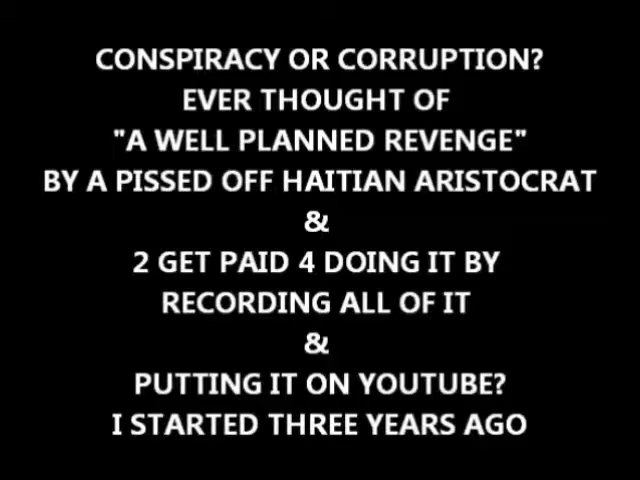 CONSPIRACY OR CORRUPTION?
EVER THOUGHT OF
"A WELL PLANNED REVENGE"
BY A PISSED OFF HAITIAN ARISTOCRAT
&
2 GET PAID 4 DOING IT BY
RECORDING ALL OF IT
&
PUTTING IT ON YOUTUBE?
I STARTED THREE YEARS AGO